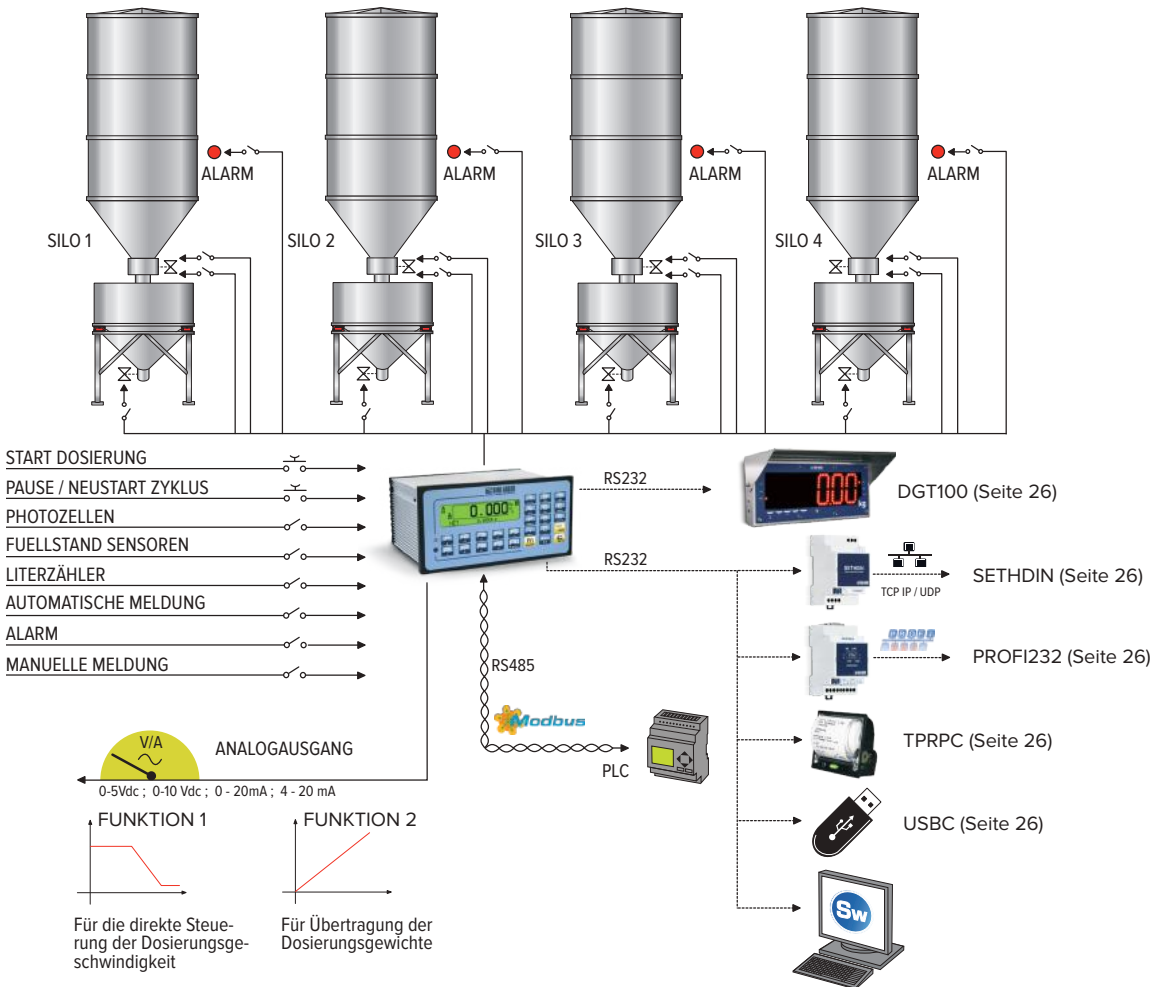 ALARM
ALARM
ALARM
ALARM
SILO 1
SILO 2
SILO 3
SILO 4
START DOSIERUNG
PAUSE / NEUSTART ZYKLUS
PHOTOZELLEN
FUELLSTAND SENSOREN
LITERZÄHLER
AUTOMATISCHE MELDUNG
ALARM
MANUELLE MELDUNG
0.000
RS232
0.00
kg
DGT100 (Seite 26)
RS232
SETHDIN
TCP IP / UDP
SETHDIN (Seite 26)
PROFI232 (Seite 26)
RS485
Modbus
PLC
TPRPC (Seite 26)
USBC (Seite 26)
Sw
V/A
ANALOGAUSGANG
0-5Vdc ; 0-10 Vdc ; 0 - 20mA ; 4 - 20 mA
FUNKTION 1
FUNKTION 2
Für die direkte Steue-
rung der Dosierungsge-
schwindigkeit
Für Übertragung der
Dosierungsgewichte